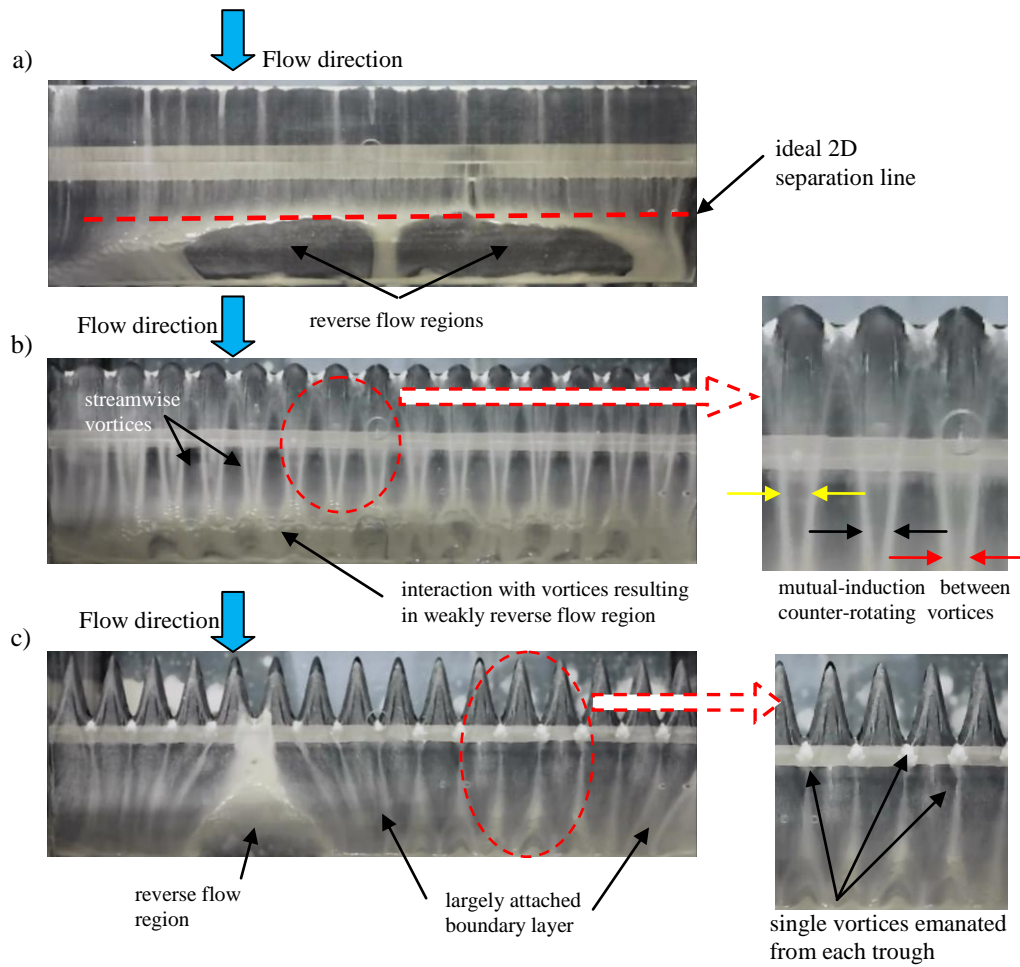 Flow direction
a)
ideal 2D
separation line
reverse flow regions
Flow direction
b)
streamwise
vortices
interaction with vortices resulting
in weakly reverse flow region
mutual-induction between
counter-rotating vortices
Flow direction
c)
reverse flow
region
largely attached
boundary layer
single vortices emanated
from each trough